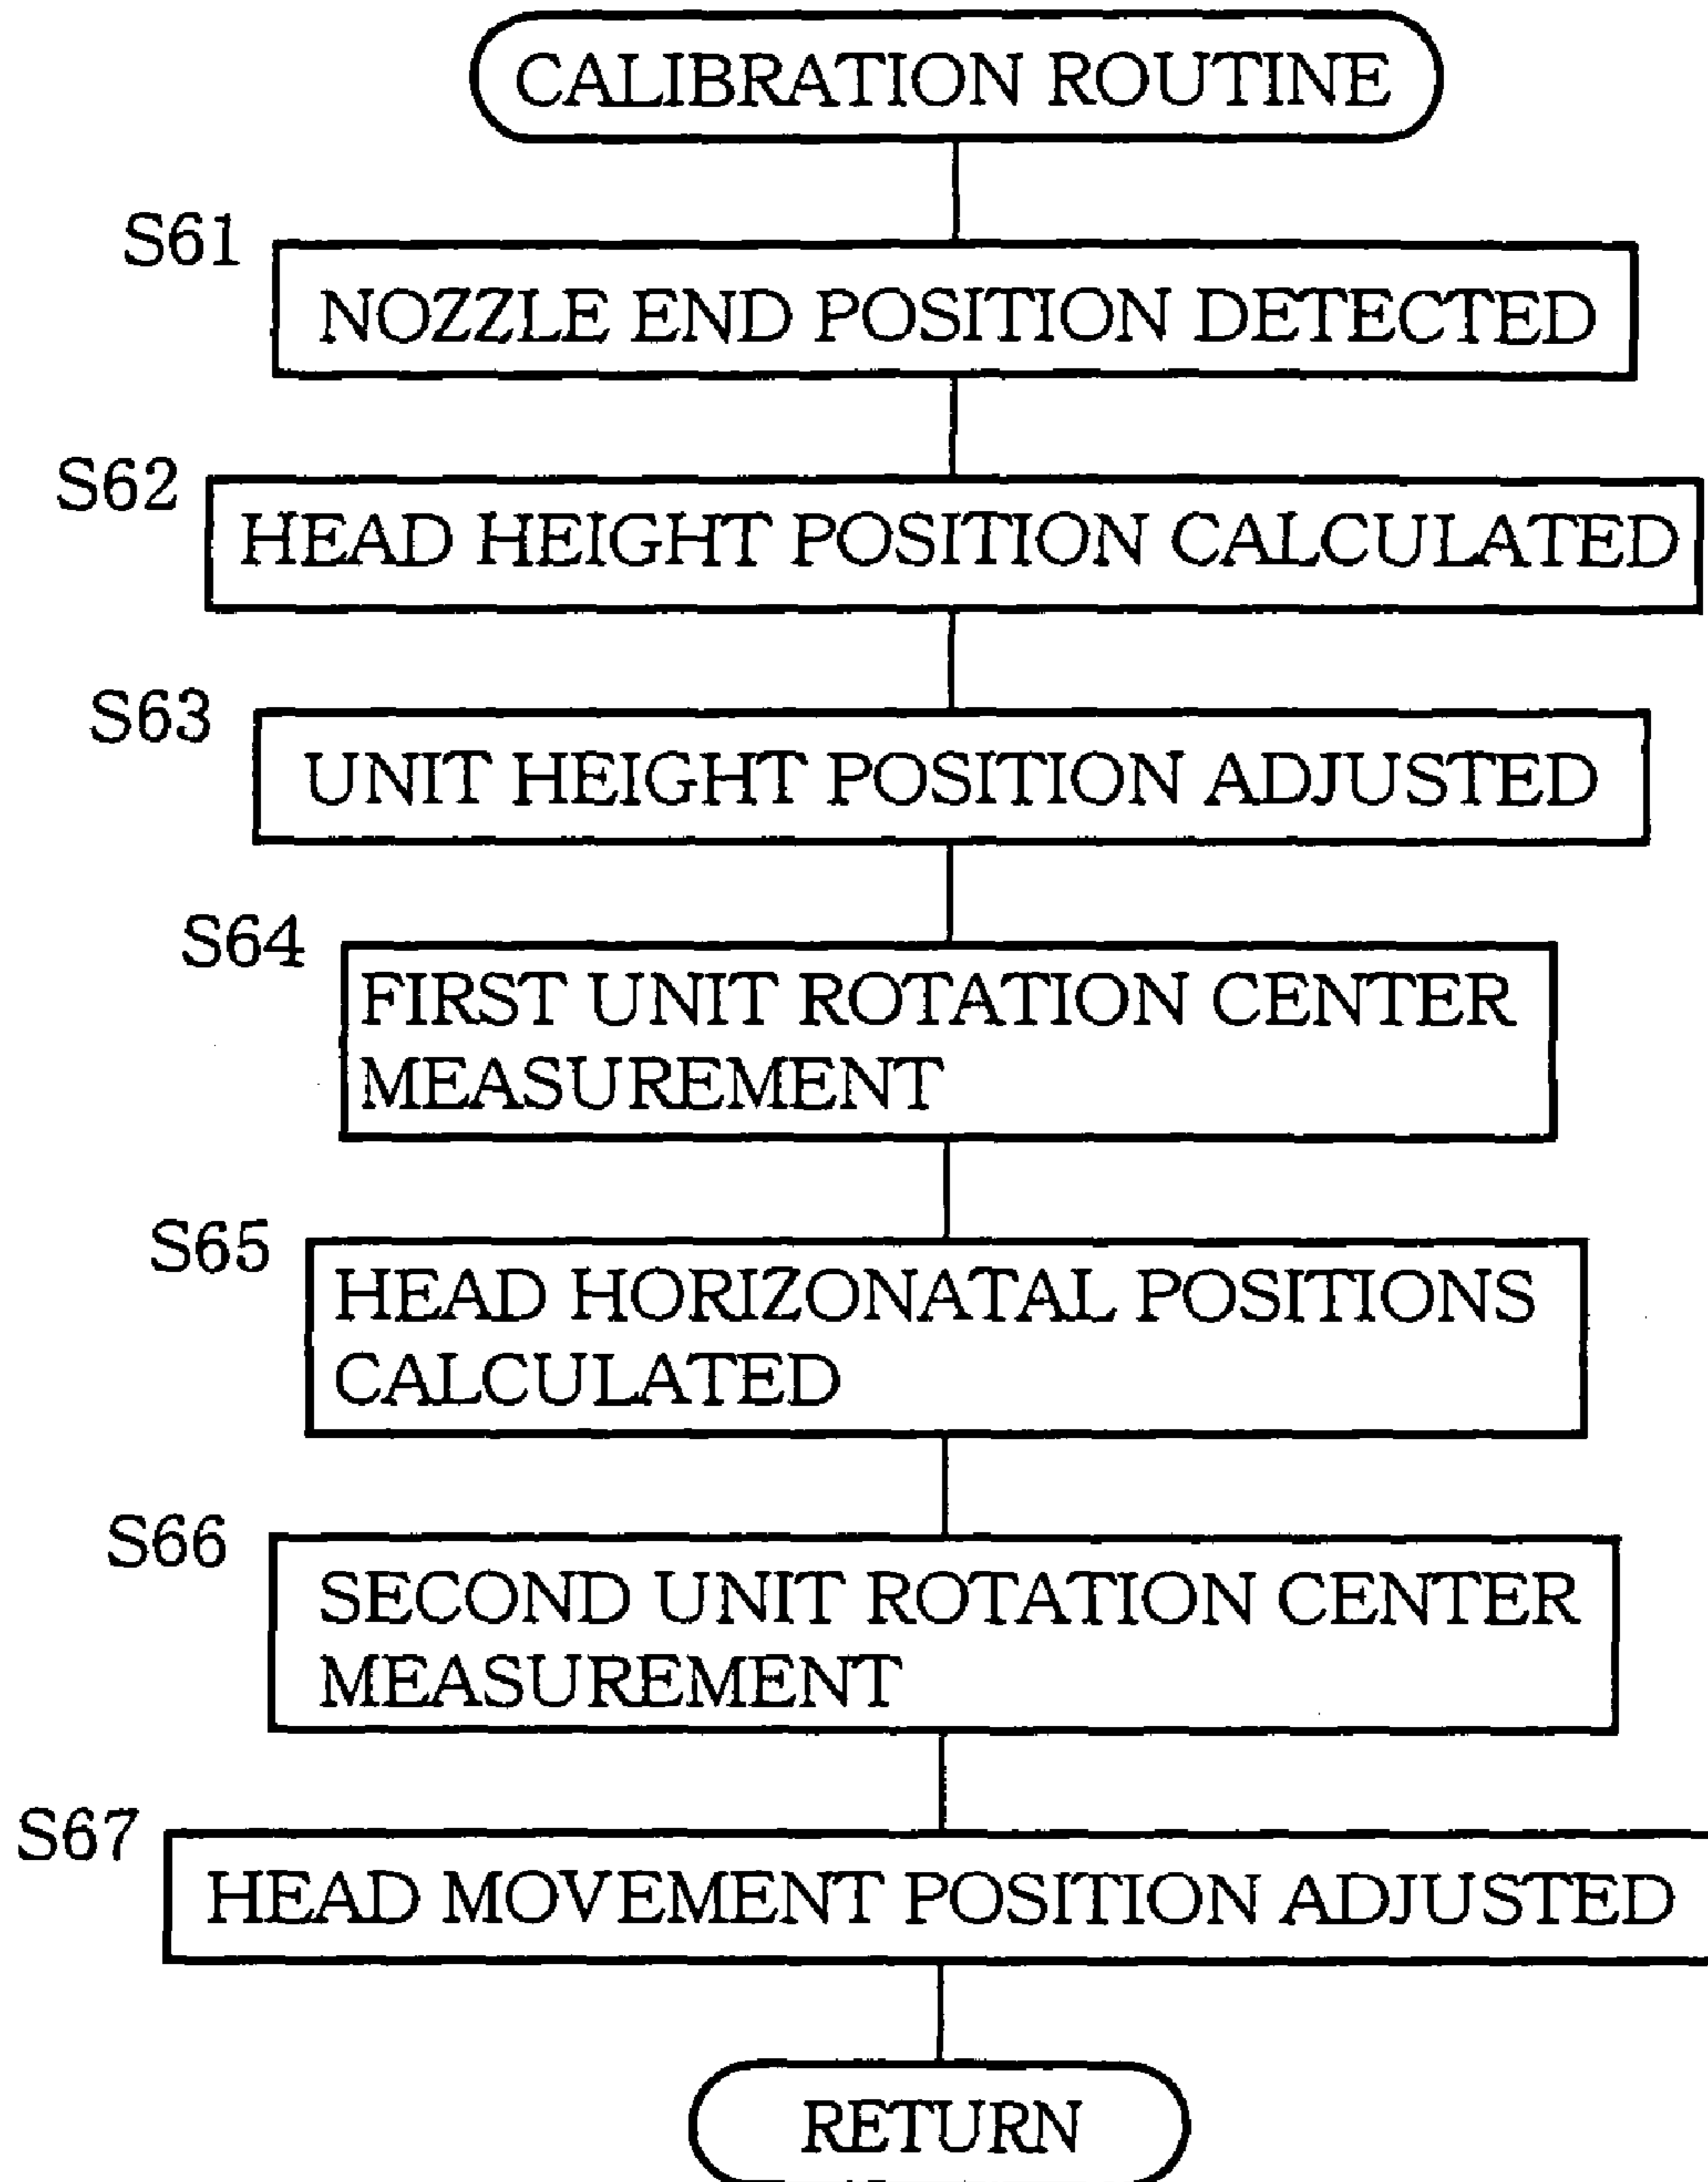 CALIBRATION ROUTINE
S61
NOZZLE END POSITION DETECTED
S62
HEAD HEIGHT POSITION CALCULATED
S63
UNIT HEIGHT POSITION ADJUSTED
S64
FIRST UNIT ROTATION CENTER
MEASUREMENT
S65
HEAD HORIZONATAL POSITIONS
CALCULATED
S66
SECOND UNIT ROTATION CENTER
MEASUREMENT
S67
HEAD MOVEMENT POSITION ADJUSTED
RETURN